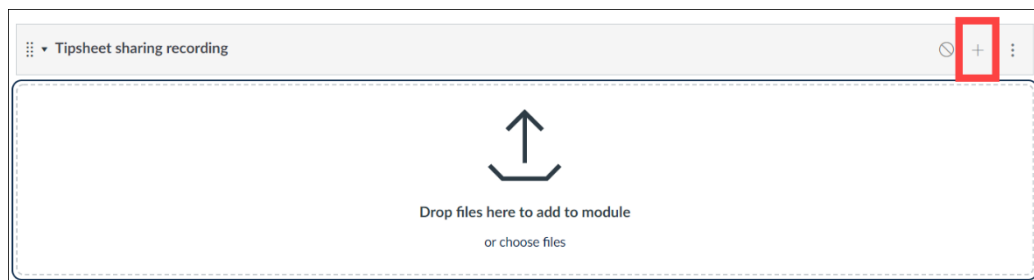 Tipsheet sharing recording
Drop files here to add to module
or choose files